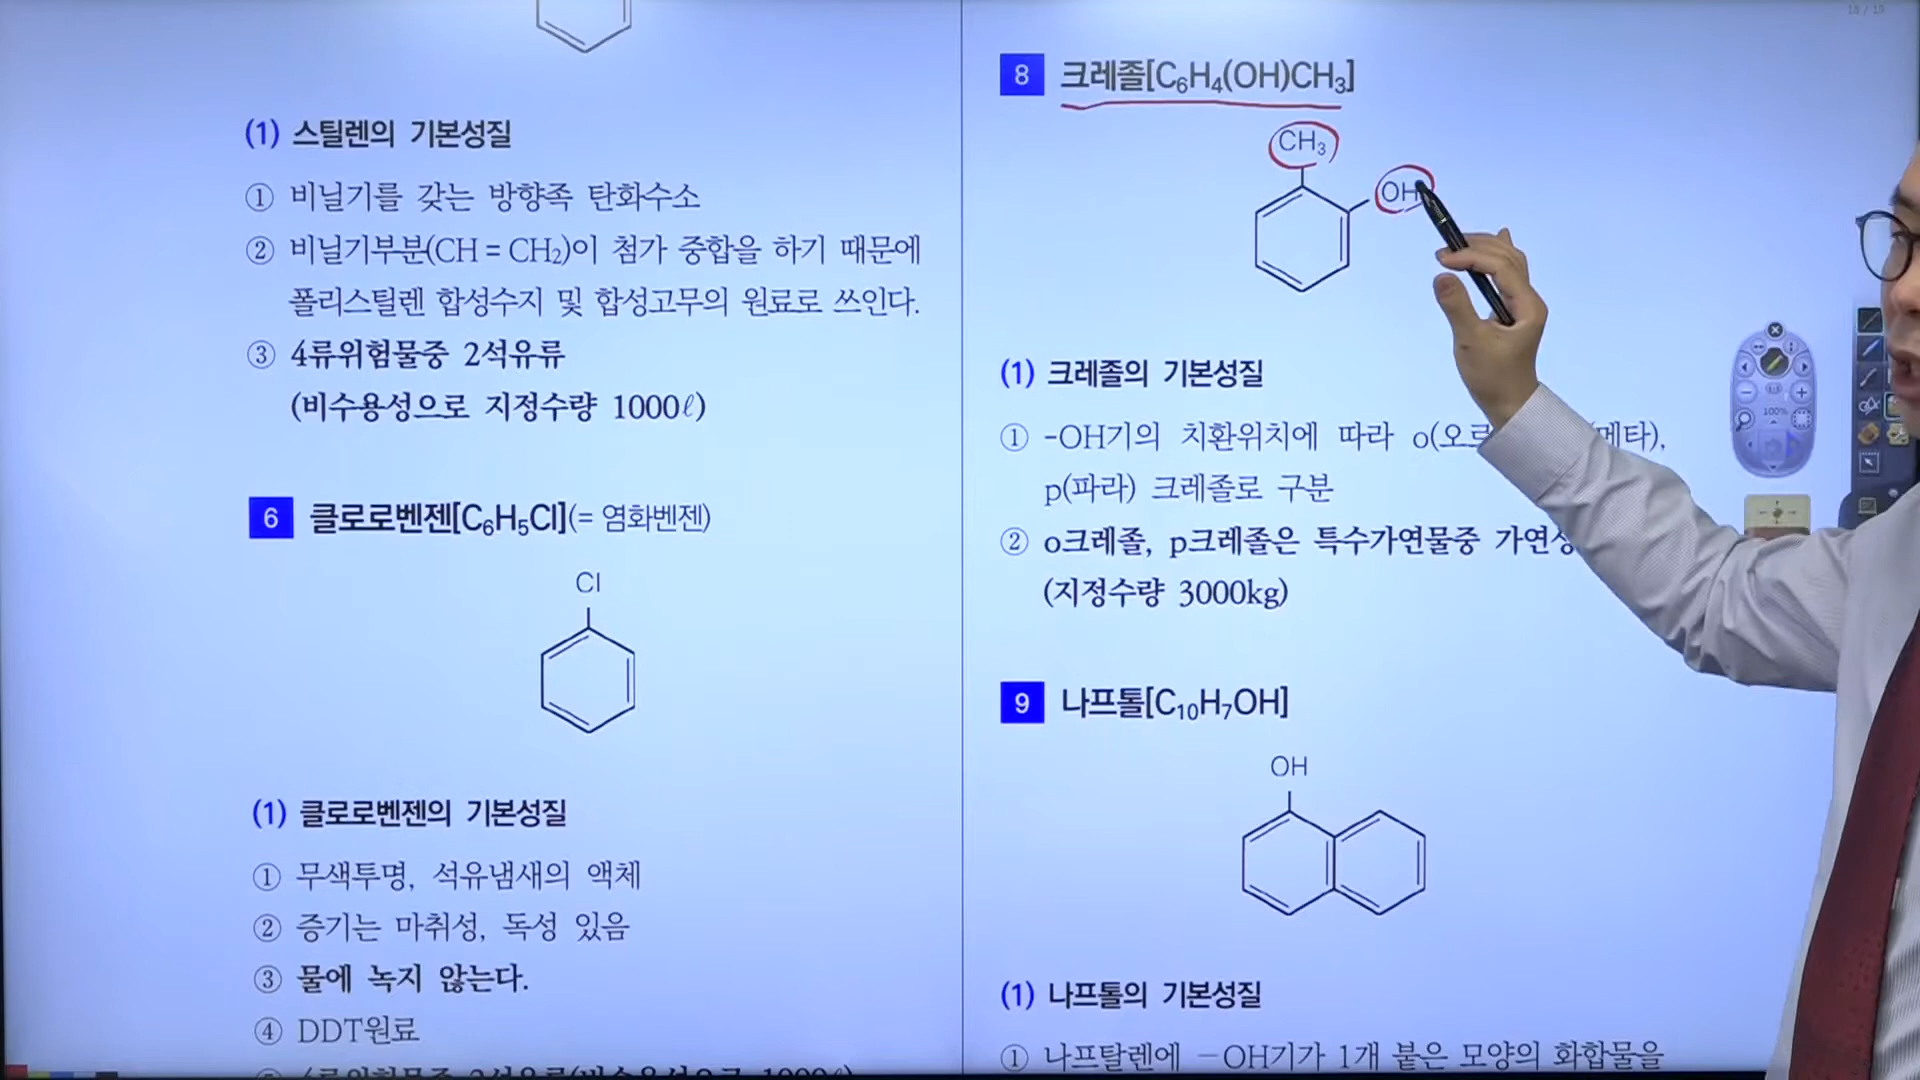 (1) 스틸렌의 기본성질
① 비닐기를 갖는 방향족 탄화수소
② 비닐기부분(CH = CH₂)이 첨가 중합을 하기 때문에
폴리스틸렌 합성수지 및 합성고무의 원료로 쓰인다.
③ 4류위험물중 2석유류
(비수용성으로 지정수량 1000ℓ)
6 클로로벤젠[C₆H₅Cl](= 염화벤젠)
Cl
(1) 클로로벤젠의 기본성질
① 무색투명, 석유냄새의 액체
② 증기는 마취성, 독성 있음
③ 물에 녹지 않는다.
④ DDT원료
8 크레졸[C₆H₄(OH)CH₃]
CH₃
OH
(1) 크레졸의 기본성질
① -OH기의 치환위치에 따라 (메타),
p(파라) 크레졸로 구분
② o크레졸, p크레졸은 특수가연물중
(지정수량 3000kg)
9 나프톨[C₁₀H₇OH]
OH
(1) 나프톨의 기본성질
① 나프탈렌에 -OH기가 1개 붙은 모양의 화합물을
18 / 19
100%